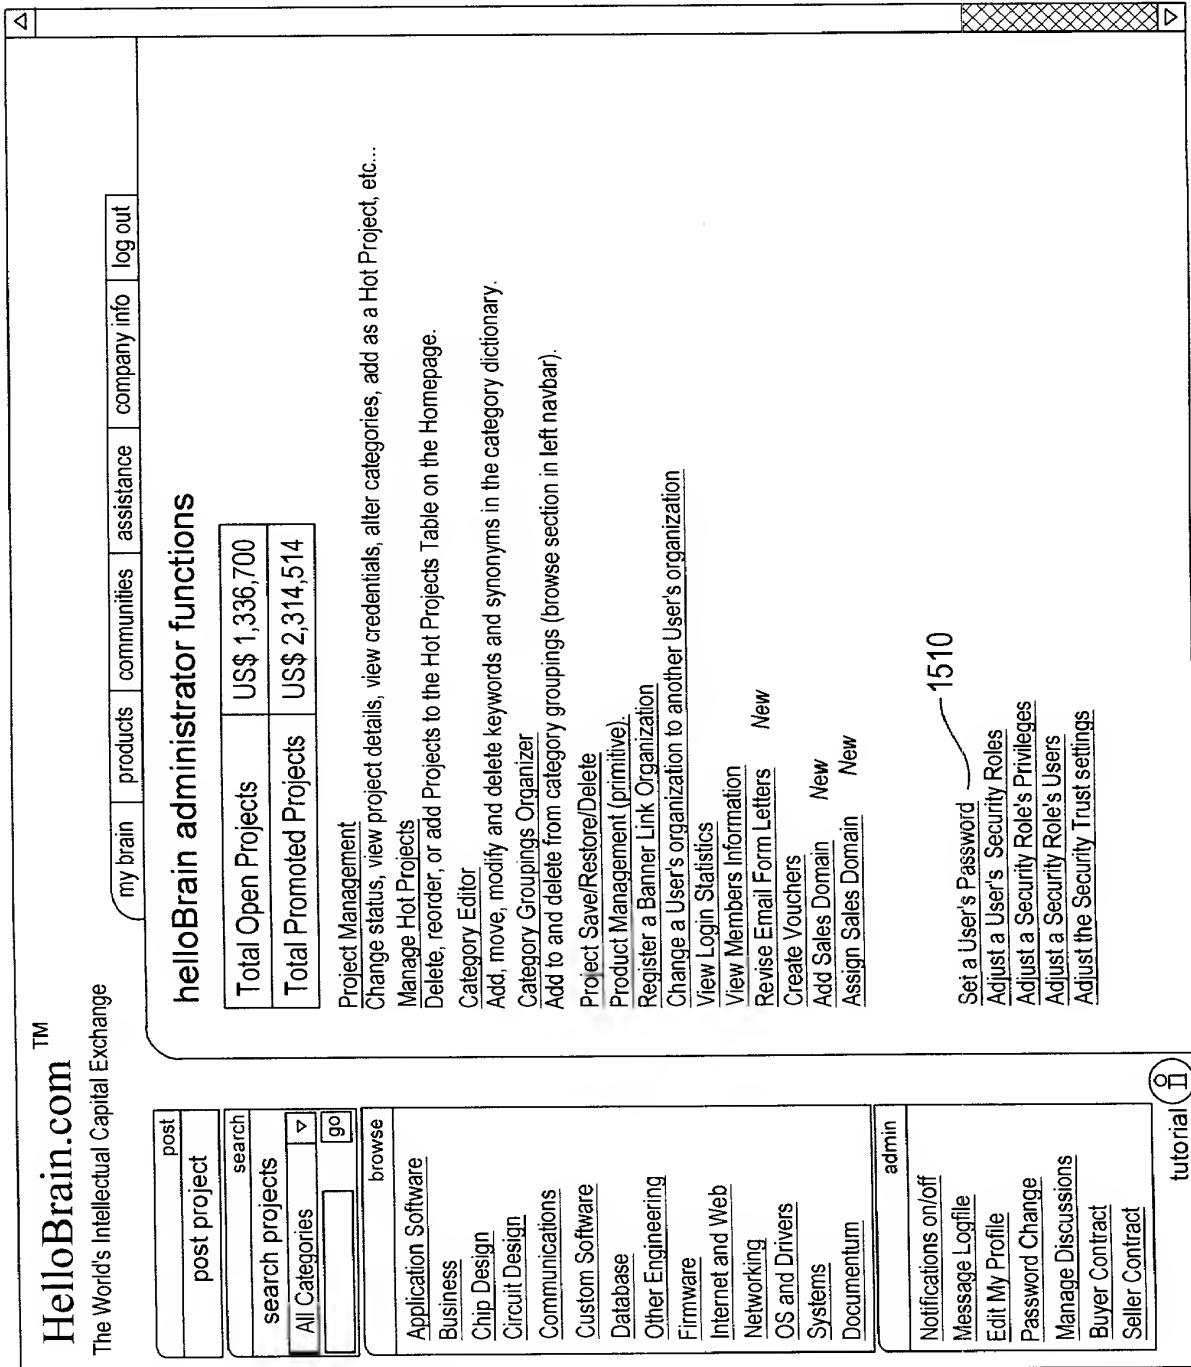 HelloBrain.com™
The World's Intellectual Capital Exchange
my brain products communities assistance company info log out
post
post project
search
search projects
All Categories
go
browse
Application Software
Business
Chip Design
Circuit Design
Communications
Custom Software
Database
Other Engineering
Firmware
Internet and Web
Networking
OS and Drivers
Systems
Documentum
admin
Notifications on/off
Message Logfile
Edit My Profile
Password Change
Manage Discussions
Buyer Contract
Seller Contract
tutorial
helloBrain administrator functions
Total Open Projects US$ 1,336,700
Total Promoted Projects US$ 2,314,514
Project Management
Change status, view project details, view credentials, alter categories, add as a Hot Project, etc...
Manage Hot Projects
Delete, reorder, or add Projects to the Hot Projects Table on the Homepage.
Category Editor
Add, move, modify and delete keywords and synonyms in the category dictionary.
Category Groupings Organizer
Add to and delete from category groupings (browse section in left navbar).
Project Save/Restore/Delete
Product Management (primitive).
Register a Banner Link Organization
Change a User's organization to another User's organization
View Login Statistics
View Members Information
Revise Email Form Letters New
Create Vouchers
Add Sales Domain New
Assign Sales Domain New
Set a User's Password 1510
Adjust a User's Security Roles
Adjust a Security Role's Privileges
Adjust a Security Role's Users
Adjust the Security Trust settings